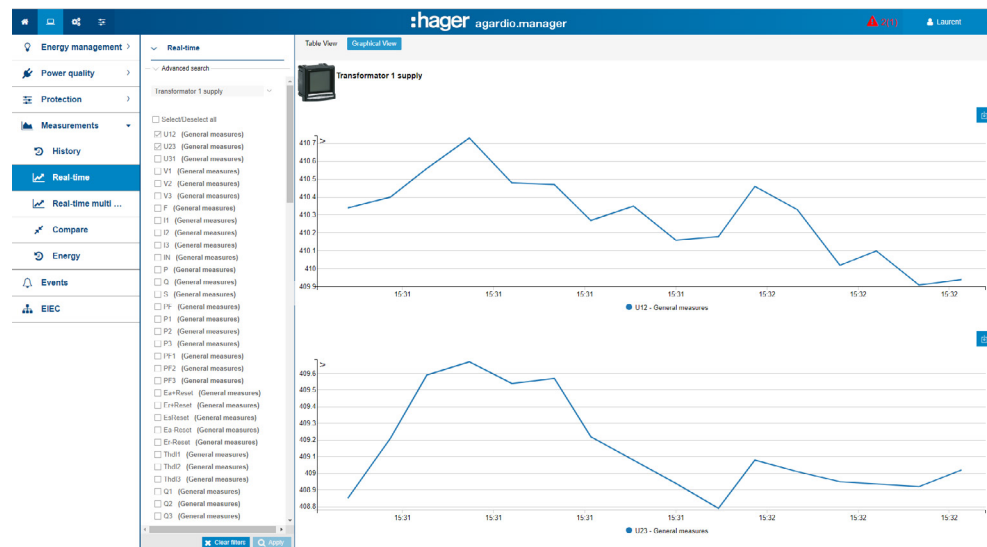 :hager agardio.manager
2(1)
Laurent
Energy management
Power quality
Protection
Measurements
History
Real-time
Real-time multi ...
Compare
Energy
Events
EIEC
Real-time
Advanced search
Transformator 1 supply
Select/Deselect all
U12 (General measures)
U23 (General measures)
U31 (General measures)
V1 (General measures)
V2 (General measures)
V3 (General measures)
F (General measures)
I1 (General measures)
I2 (General measures)
I3 (General measures)
IN (General measures)
P (General measures)
Q (General measures)
S (General measures)
PF (General measures)
P1 (General measures)
P2 (General measures)
P3 (General measures)
PF1 (General measures)
PF2 (General measures)
PF3 (General measures)
Ea+Reset (General measures)
Er+Reset (General measures)
EsReset (General measures)
Ea-Reset (General measures)
Er-Reset (General measures)
Thdl1 (General measures)
Thdl2 (General measures)
Thdl3 (General measures)
Q1 (General measures)
Q2 (General measures)
Q3 (General measures)
Clear filters Apply
Table View Graphical View
Transformator 1 supply
V
410.7
410.6
410.5
410.4
410.3
410.2
410.1
410
409.9
15:31 15:31 15:31 15:31 15:32 15:32 15:32
U12 - General measures
V
409.6
409.5
409.4
409.3
409.2
409.1
409
408.9
408.8
15:31 15:31 15:31 15:31 15:32 15:32 15:32
U23 - General measures